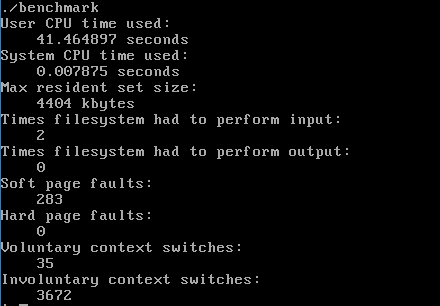 ./benchmark
User CPU time used:
    41.464897 seconds
System CPU time used:
    0.007875 seconds
Max resident set size:
    4404 kbytes
Times filesystem had to perform input:
    2
Times filesystem had to perform output:
    0
Soft page faults:
    283
Hard page faults:
    0
Voluntary context switches:
    35
Involuntary context switches:
    3672